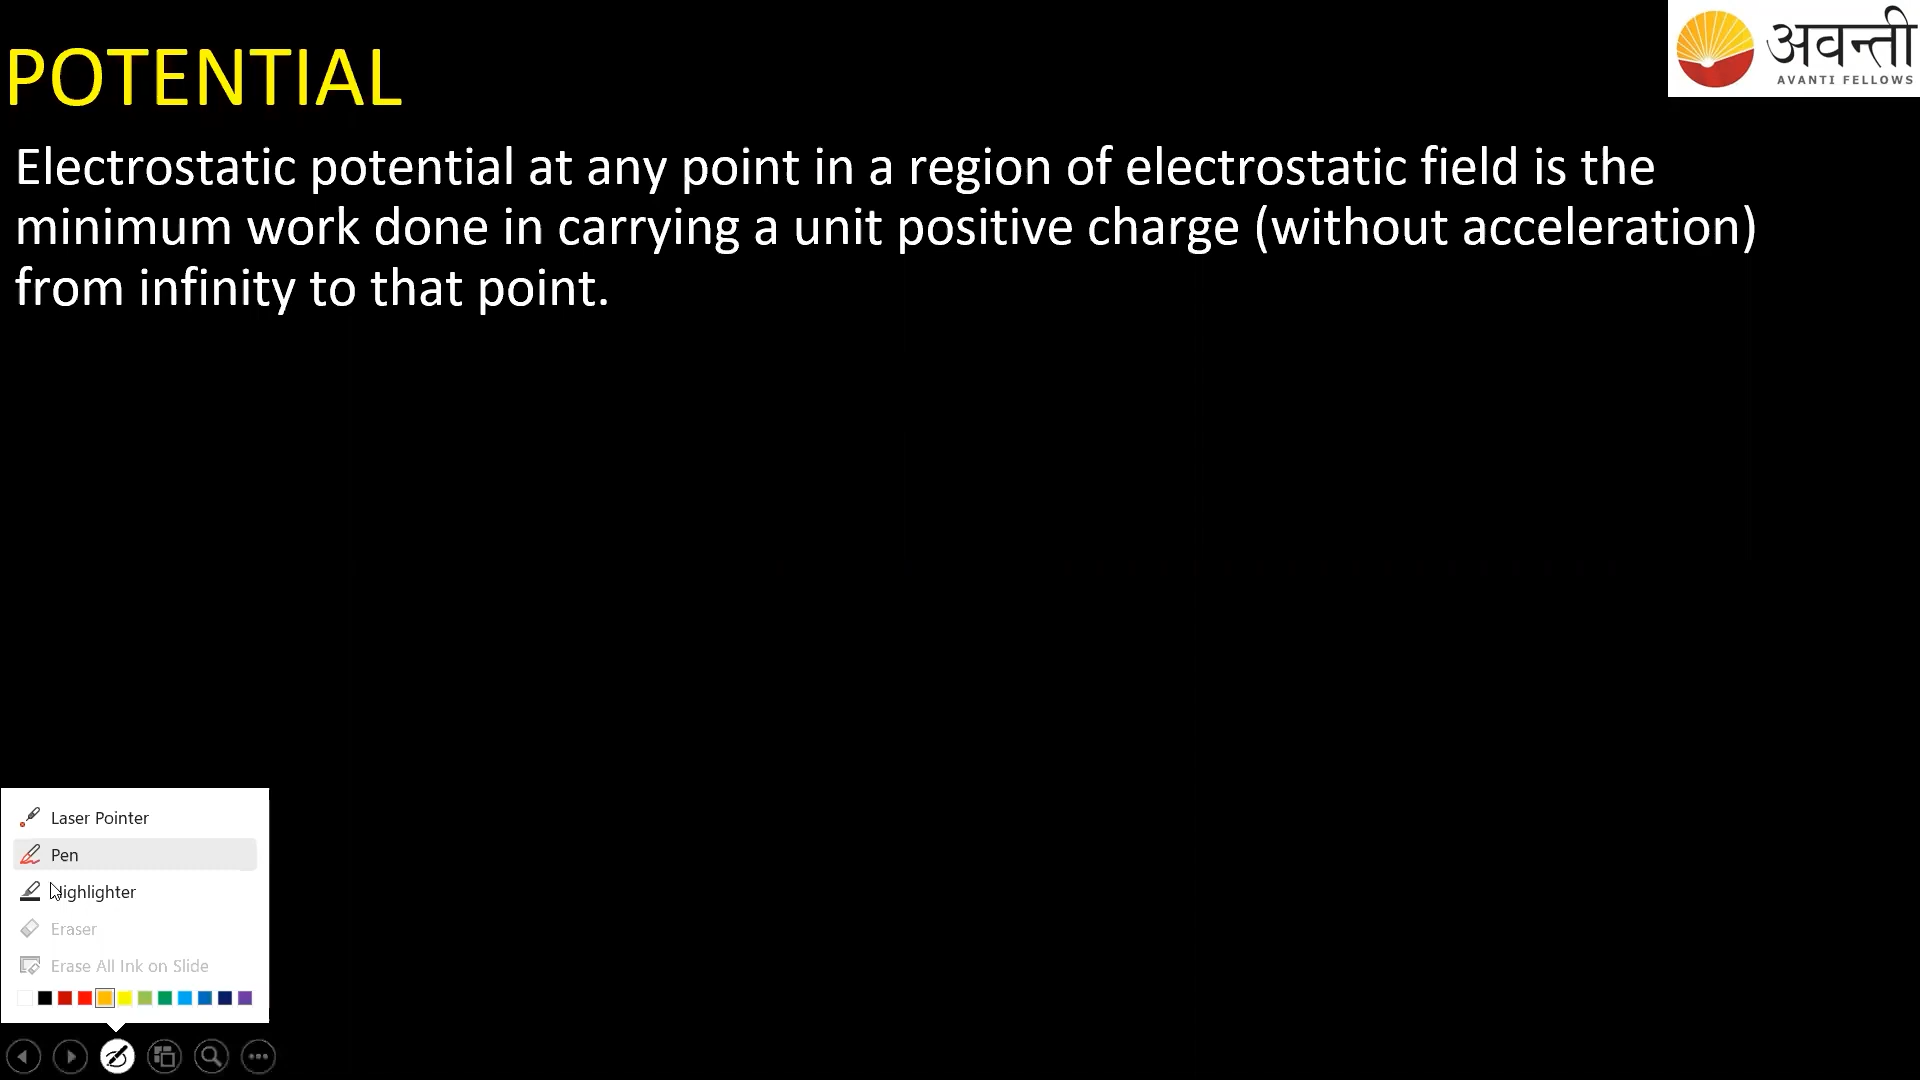 POTENTIAL
अवन्ती
AVANTI FELLOWS
Electrostatic potential at any point in a region of electrostatic field is the
minimum work done in carrying a unit positive charge (without acceleration)
from infinity to that point.
Laser Pointer
Pen
Highlighter
Eraser
Erase All Ink on Slide